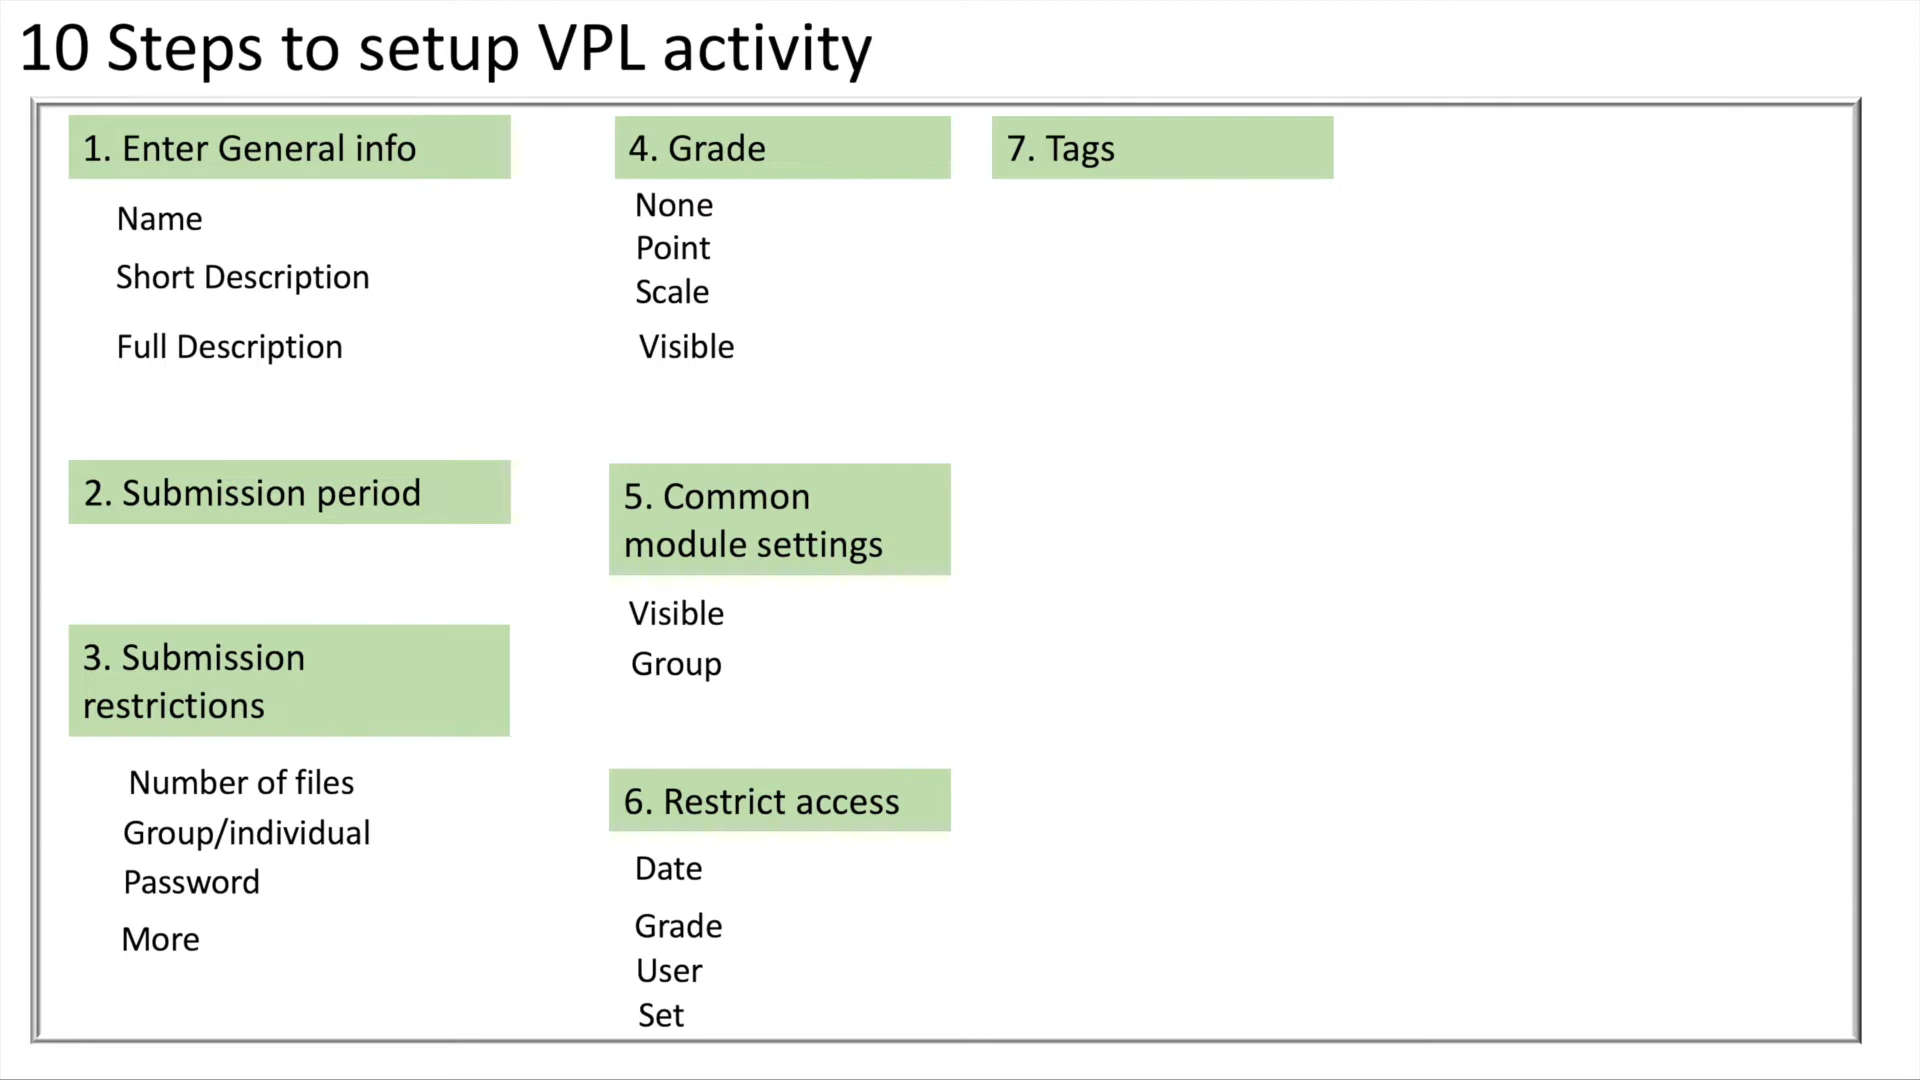 10 Steps to setup VPL activity
1. Enter General info
Name
Short Description
Full Description
2. Submission period
3. Submission
restrictions
Number of files
Group/individual
Password
More
4. Grade
None
Point
Scale
Visible
5. Common
module settings
Visible
Group
6. Restrict access
Date
Grade
User
Set
7. Tags